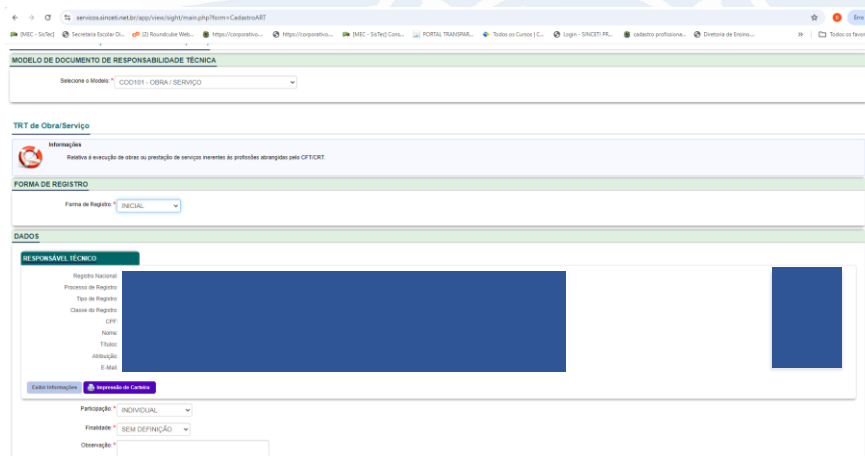 servicos.sinceti.net.br/app/view/sight/main.php?form=CadastroART
Erro
[MEC - SisTec] Secretaria Escolar Di... (2) Roundcube Web... https://corporativo... https://corporativo... [MEC - SisTec] Cons... PORTAL TRANSPAR... Todos os Cursos | C... Login - SINCETI PR... cadastro profissiona... Diretoria de Ensino... Todos os favor
MODELO DE DOCUMENTO DE RESPONSABILIDADE TÉCNICA
Selecione o Modelo:* COD101 - OBRA / SERVIÇO
TRT de Obra/Serviço
Informações
Relativa à execução de obras ou prestação de serviços inerentes às profissões abrangidas pelo CFT/CRT.
FORMA DE REGISTRO
Forma de Registro:* INICIAL
DADOS
RESPONSÁVEL TÉCNICO
Registro Nacional
Processo de Registro
Tipo de Registro
Classe do Registro
CPF
Nome
Títulos
Atribuição
E-Mail
Exibir Informações Impressão de Carteira
Participação:* INDIVIDUAL
Finalidade:* SEM DEFINIÇÃO
Observação:*